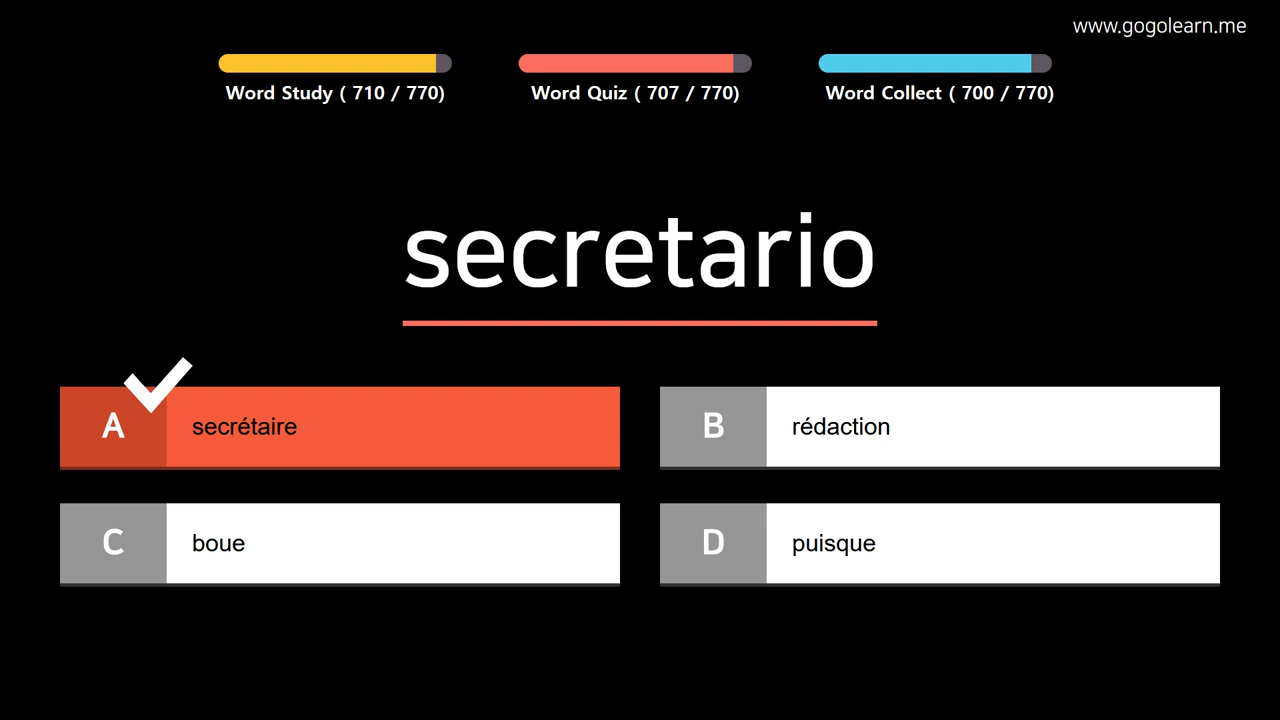 www.gogolearn.me
Word Study ( 710 / 770)
Word Quiz ( 707 / 770)
Word Collect ( 700 / 770)
secretario
A secrétaire
B rédaction
C boue
D puisque